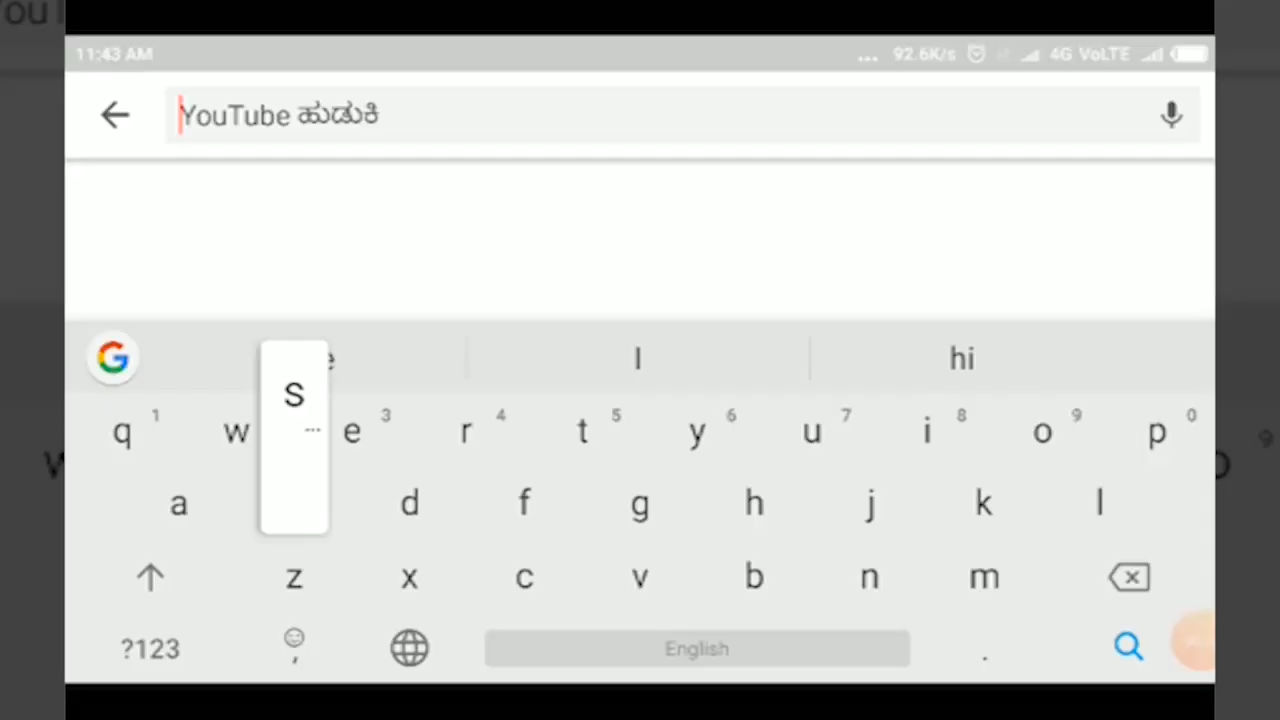 11:43 AM ... 92.6K/s 4G VoLTE
YouTube ಹುಡುಕಿ
I hi
q 1 w e 3 r 4 t 5 y 6 u 7 i 8 o 9 p 0
S ...
a d f g h j k l
z x c v b n m
?123 , English .